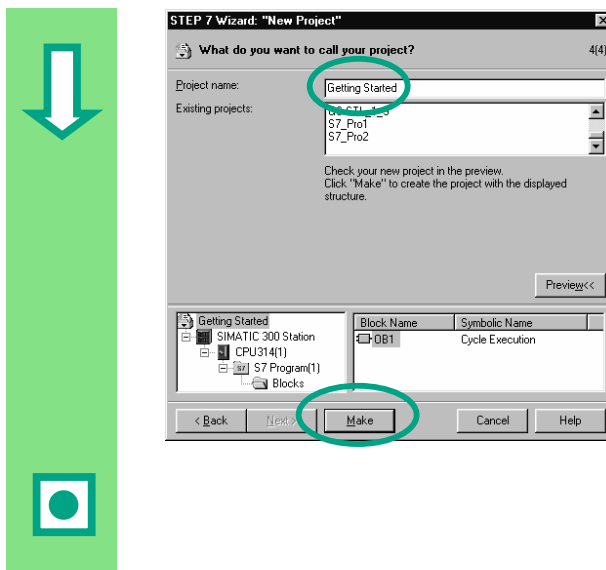 STEP 7 Wizard: "New Project"
What do you want to call your project? 4(4)
Project name: Getting Started
Existing projects:
S7_Pro1
S7_Pro2
Check your new project in the preview.
Click "Make" to create the project with the displayed
structure.
Preview<<
Getting Started
SIMATIC 300 Station
CPU314(1)
S7 S7 Program(1)
Blocks
Block Name Symbolic Name
OB1 Cycle Execution
< Back Next > Make Cancel Help